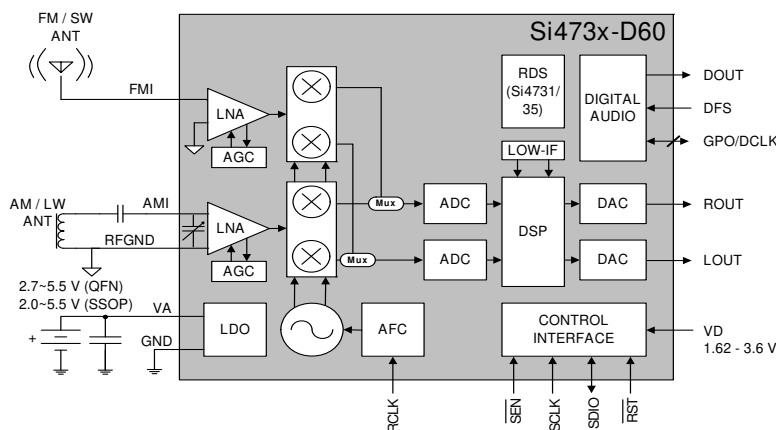 FM / SW
ANT
Si473x-D60
FMI
LNA
AGC
RDS
(Si4731/
35)
DIGITAL
AUDIO
DOUT
DFS
GPO/DCLK
LOW-IF
AM / LW
ANT
AMI
RFGND
LNA
AGC
Mux
Mux
ADC
ADC
DSP
DAC
DAC
ROUT
LOUT
2.7~5.5 V (QFN)
2.0~5.5 V (SSOP)
VA
GND
+
LDO
AFC
CONTROL
INTERFACE
VD
1.62 - 3.6 V
RCLK
SEN
SCLK
SDIO
RST